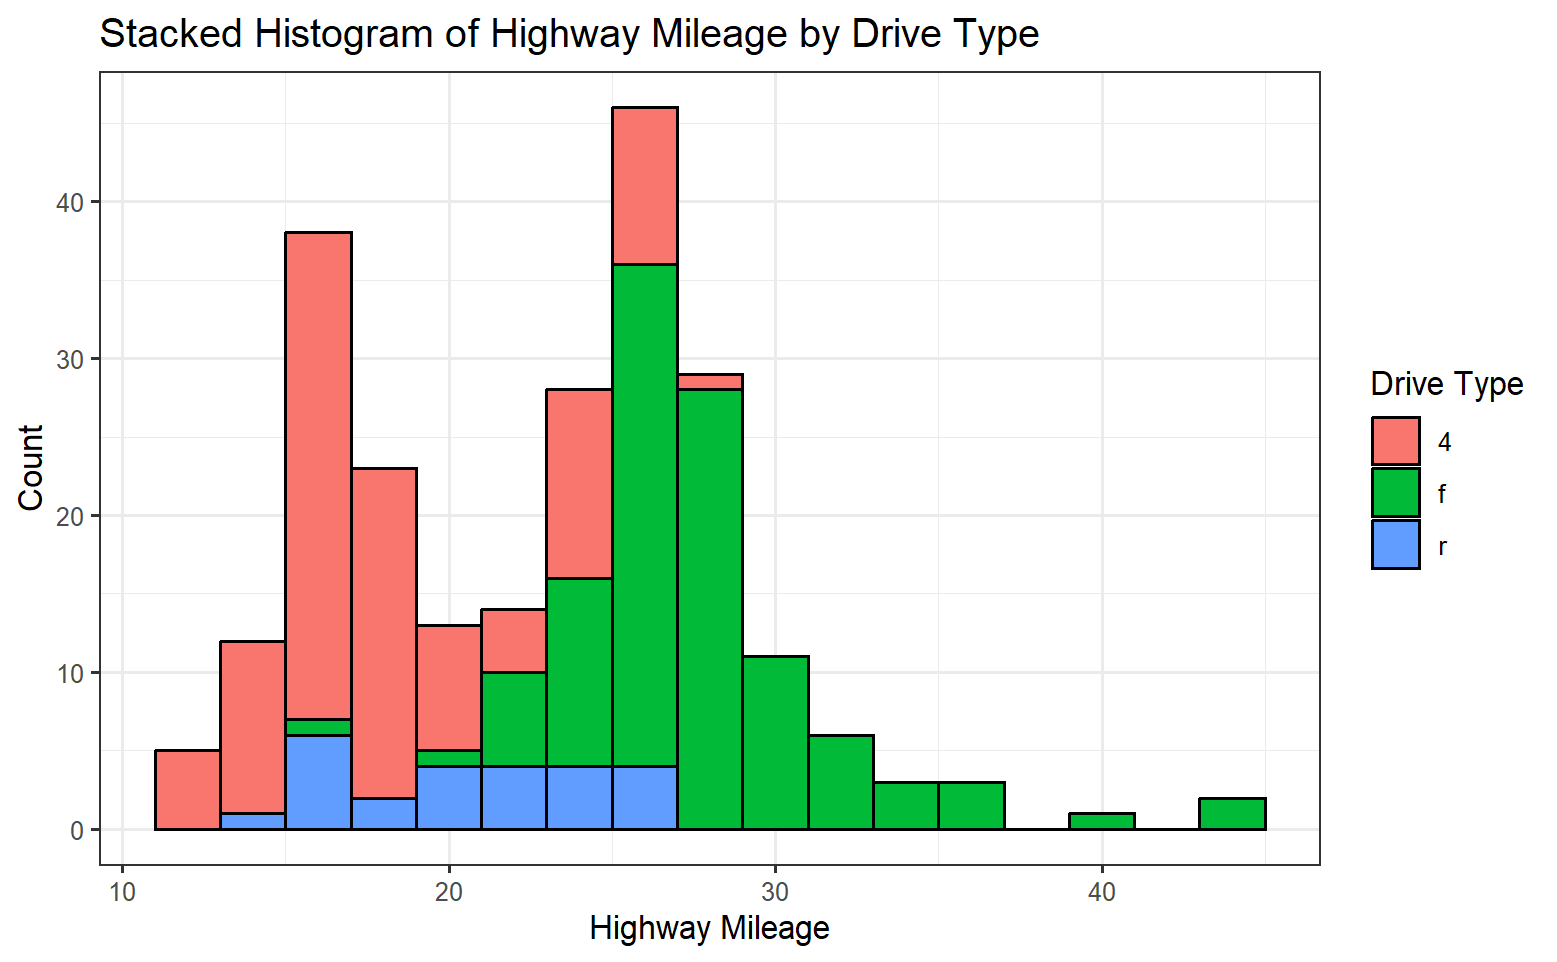 Stacked Histogram of Highway Mileage by Drive Type
Count
40
30
20
10
0
10 20 30 40
Highway Mileage
Drive Type
4
f
r